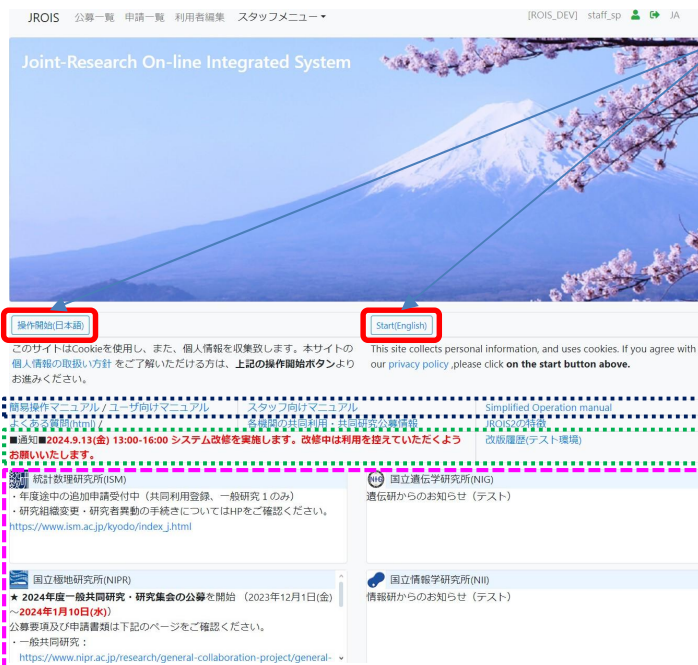 JROIS 公募一覧 申請一覧 利用者編集 スタッフメニュー▼ [ROIS_DEV] staff_sp JA
Joint-Research On-line Integrated System
操作開始(日本語) Start(English)
このサイトはCookieを使用し、また、個人情報を収集致します。本サイトの
個人情報の取扱い方針 をご了解いただける方は、上記の操作開始ボタンより
お進みください。
This site collects personal information, and uses cookies. If you agree with
our privacy policy ,please click on the start button above.
簡易操作マニュアル / ユーザ向けマニュアル スタッフ向けマニュアル Simplified Operation manual
よくある質問(html) / 各機関の共同利用・共同研究公募情報 JROIS2の特徴
■通知■2024.9.13(金) 13:00-16:00 システム改修を実施します。改修中は利用を控えていただくよう
お願いいたします。
改版履歴(テスト環境)
統計数理研究所(ISM)
・年度途中の追加申請受付中（共同利用登録、一般研究１のみ）
・研究組織変更・研究者異動の手続きについてはHPをご確認ください。
https://www.ism.ac.jp/kyodo/index_j.html
NIG 国立遺伝学研究所(NIG)
遺伝研からのお知らせ（テスト）
国立極地研究所(NIPR)
★ 2024年度一般共同研究・研究集会の公募を開始 （2023年12月1日(金)
～2024年1月10日(水)）
公募要項及び申請書類は下記のページをご確認ください。
・一般共同研究：
https://www.nipr.ac.jp/research/general-collaboration-project/general-
国立情報学研究所(NII)
情報研からのお知らせ（テスト）